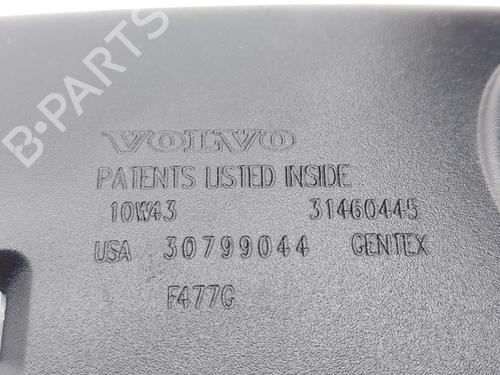 VOLVO
PATENTS LISTED INSIDE
10W43 31460445
USA 30799044 GENTEX
F477G
B-PARTS